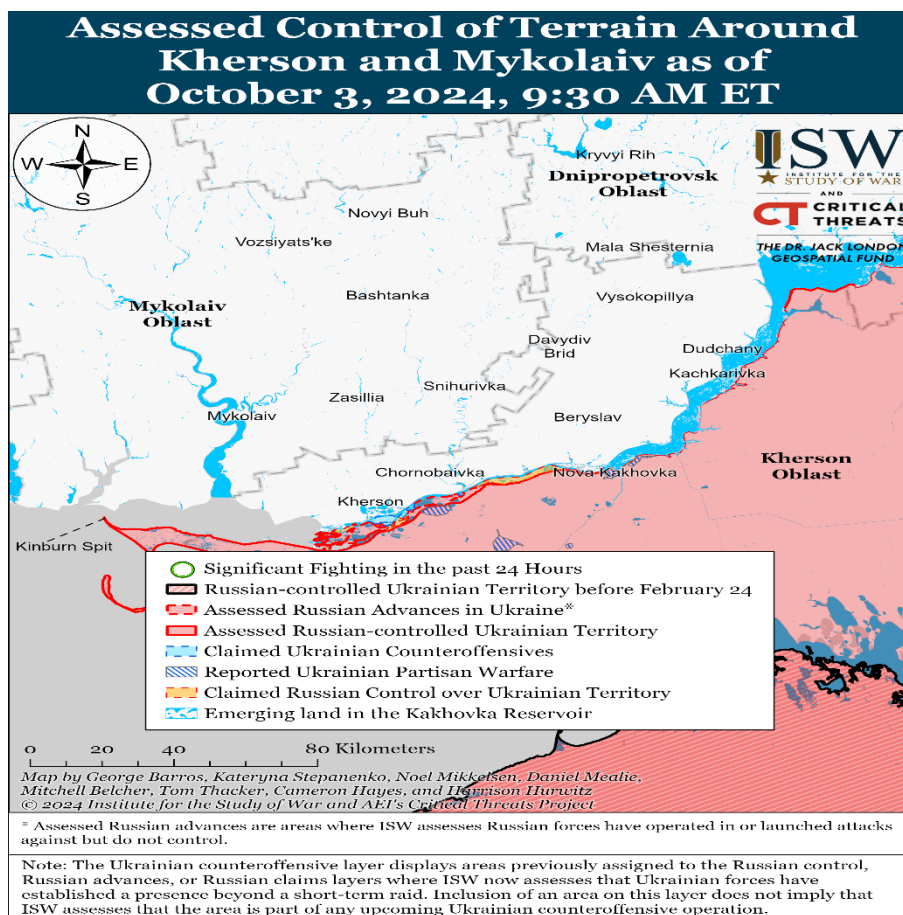 Assessed Control of Terrain Around
Kherson and Mykolaiv as of
October 3, 2024, 9:30 AM ET
N
W E
S
ISW
INSTITUTE FOR THE
STUDY OF WAR
AND
CT CRITICAL
THREATS
THE DR. JACK LONDON
GEOSPATIAL FUND
Kryvyi Rih
Dnipropetrovsk
Oblast
Novyi Buh
Vozsiyats'ke
Mala Shesternia
Bashtanka
Vysokopillya
Mykolaiv
Oblast
Davydiv
Brid
Dudchany
Kachkarivka
Snihurivka
Zasillia
Mykolaiv
Beryslav
Chornobaivka
Nova Kakhovka
Kherson
Oblast
Kherson
Kinburn Spit
Significant Fighting in the past 24 Hours
Russian-controlled Ukrainian Territory before February 24
Assessed Russian Advances in Ukraine*
Assessed Russian-controlled Ukrainian Territory
Claimed Ukrainian Counteroffensives
Reported Ukrainian Partisan Warfare
Claimed Russian Control over Ukrainian Territory
Emerging land in the Kakhovka Reservoir
0 20 40 80 Kilometers
Map by George Barros, Kateryna Stepanenko, Noel Mikkelsen, Daniel Mealie,
Mitchell Belcher, Tom Thacker, Cameron Hayes, and Harrison Hurwitz
© 2024 Institute for the Study of War and AEI's Critical Threats Project
* Assessed Russian advances are areas where ISW assesses Russian forces have operated in or launched attacks
against but do not control.
Note: The Ukrainian counteroffensive layer displays areas previously assigned to the Russian control,
Russian advances, or Russian claims layers where ISW now assesses that Ukrainian forces have
established a presence beyond a short-term raid. Inclusion of an area on this layer does not imply that
ISW assesses that the area is part of any upcoming Ukrainian counteroffensive operation.